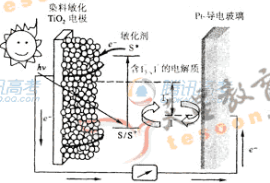 染料敏化
TiO₂ 电极
敏化剂
Pt-导电玻璃
e⁻
S*
含I⁻、I₃⁻的电解质
hν
S/S⁺
e⁻
e⁻